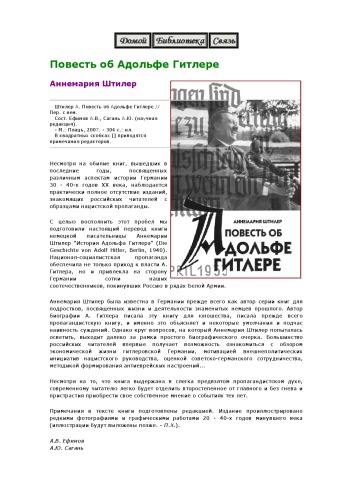 Домой Библиотека Связь
Повесть об Адольфе Гитлере
Аннемария Штилер
Штилер А. Повесть об Адольфе Гитлере //
Пер. с нем.
Сост. Ефимов А.В., Сагань А.Ю. (научная
редакция).
- М.: Плащъ, 2007. - 304 с.: ил.
В квадратных скобках [] приводятся
примечания редакторов.
АННЕМАРИЯ ШТИЛЕР
ПОВЕСТЬ ОБ
АДОЛЬФЕ
ГИТЛЕРЕ
Несмотря на обилие книг, вышедших в
последние годы, посвященных
различным аспектам истории Германии
30 - 40-х годов XX века, наблюдается
практически полное отсутствие изданий,
знакомящих российских читателей с
образцами нацистской пропаганды.
С целью восполнить этот пробел мы
подготовили настоящий перевод книги
немецкой писательницы Аннемарии
Штилер "История Адольфа Гитлера" (Die
Geschichte von Adolf Hitler, Berlin, 1940).
Национал-социалистская пропаганда
обеспечила не только приход к власти А.
Гитлера, но и привлекла на сторону
Германии сотни наших
соотечественников, покинувших Россию в рядах Белой Армии.
Аннемария Штилер была известна в Германии прежде всего как автор серии книг для
подростков, посвященных жизни и деятельности знаменитых немцев прошлого. Автор
биографии А. Гитлера писала эту книгу для юношества, писала прежде всего
пропагандистскую книгу, и именно это объясняет и некоторые умолчания и подчас
наивность суждений. Однако круг вопросов, на который Аннемария Штилер попыталась
осветить, выходит далеко за рамки простого биографического очерка. Большинство
российских читателей впервые получает возможность ознакомиться с обзором
экономической жизни гитлеровской Германии, мотивацией внешнеполитических
инициатив нацистского руководства, оценкой советско-германского сотрудничества,
методикой формирования антиеврейских настроений...
Несмотря на то, что книга выдержана в слегка предвзятом пропагандистском духе,
современному читателю легко будет отделить второстепенное от главного и без гнева и
пристрастия приобрести свое собственное мнение о событиях тех лет.
Примечания в тексте книги подготовлены редакцией. Издание проиллюстрировано
редкими фотографиями и графическими работами 20 - 40-х годов минувшего века
(иллюстрации будут выложены позже. - П.Х.).
А.В. Ефимов
А.Ю. Сагань